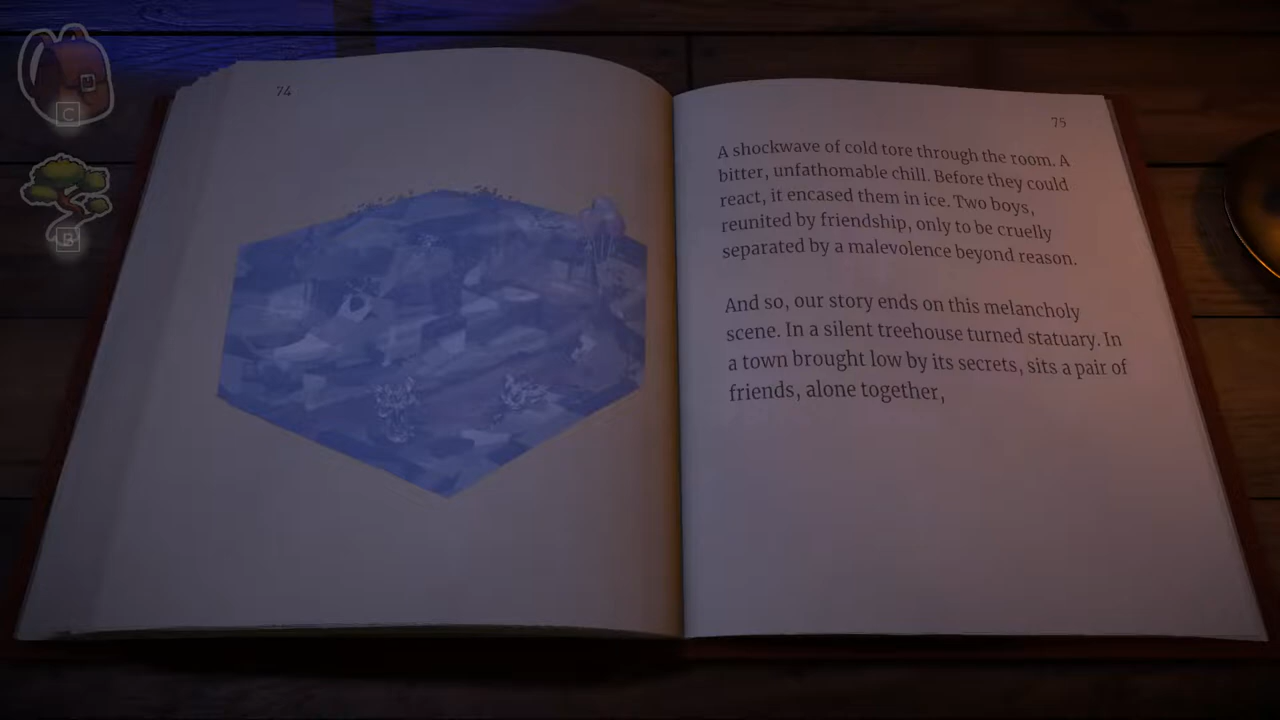 74
75
A shockwave of cold tore through the room. A
bitter, unfathomable chill. Before they could
react, it encased them in ice. Two boys,
reunited by friendship, only to be cruelly
separated by a malevolence beyond reason.
And so, our story ends on this melancholy
scene. In a silent treehouse turned statuary. In
a town brought low by its secrets, sits a pair of
friends, alone together,
C
B